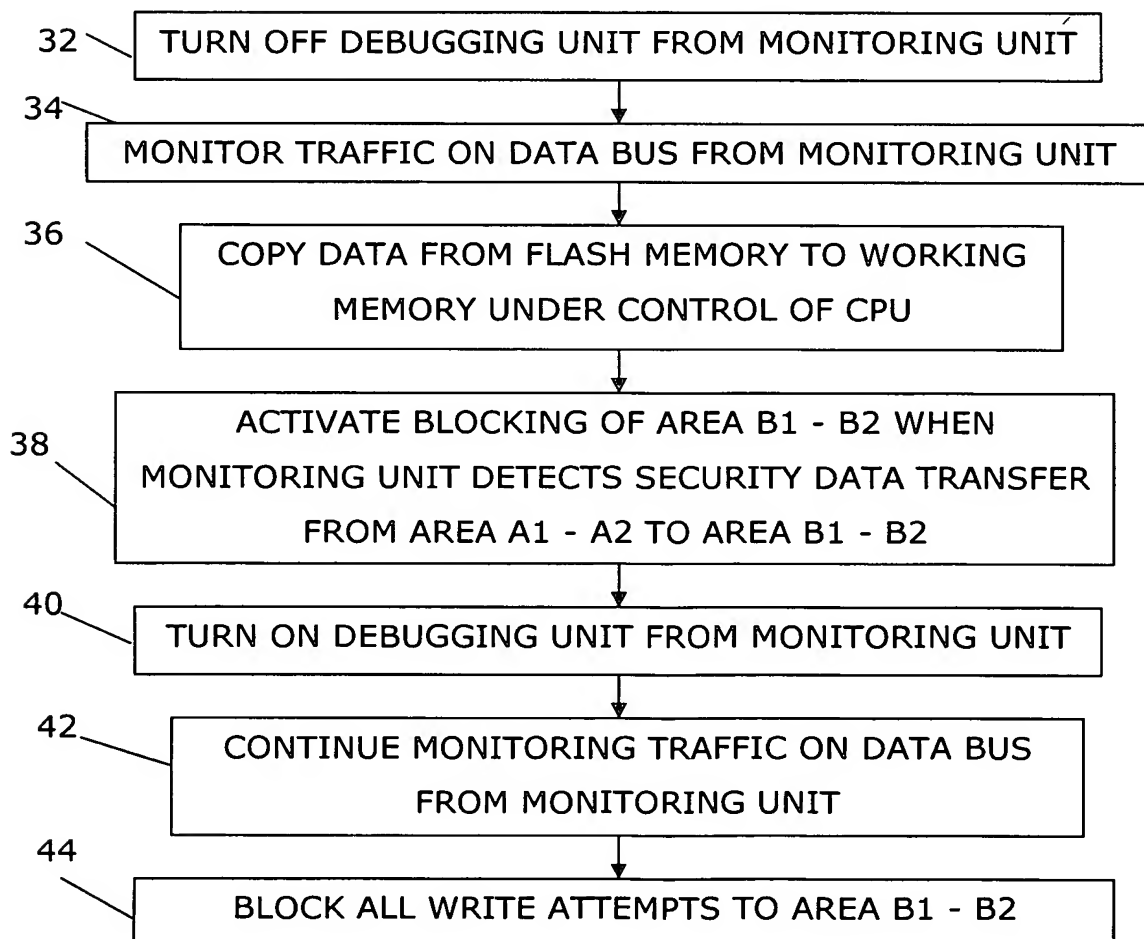 32
TURN OFF DEBUGGING UNIT FROM MONITORING UNIT
34
MONITOR TRAFFIC ON DATA BUS FROM MONITORING UNIT
36
COPY DATA FROM FLASH MEMORY TO WORKING
MEMORY UNDER CONTROL OF CPU
38
ACTIVATE BLOCKING OF AREA B1 - B2 WHEN
MONITORING UNIT DETECTS SECURITY DATA TRANSFER
FROM AREA A1 - A2 TO AREA B1 - B2
40
TURN ON DEBUGGING UNIT FROM MONITORING UNIT
42
CONTINUE MONITORING TRAFFIC ON DATA BUS
FROM MONITORING UNIT
44
BLOCK ALL WRITE ATTEMPTS TO AREA B1 - B2